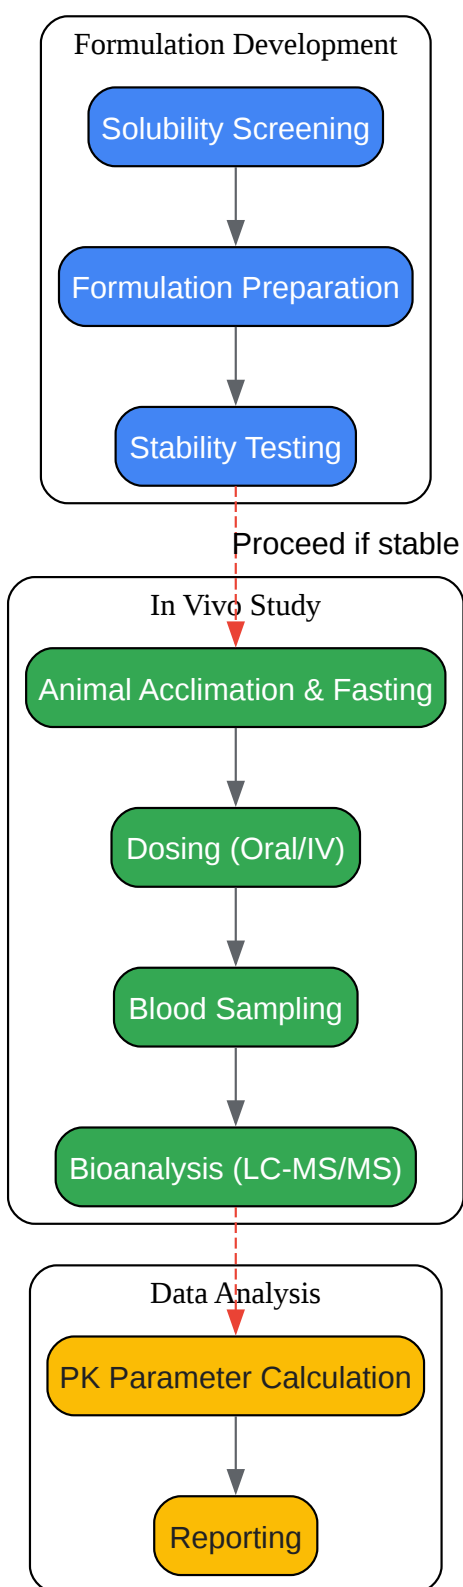 Formulation Development
Solubility Screening
Formulation Preparation
Stability Testing
Proceed if stable
In Vivo Study
Animal Acclimation & Fasting
Dosing (Oral/IV)
Blood Sampling
Bioanalysis (LC-MS/MS)
Data Analysis
PK Parameter Calculation
Reporting